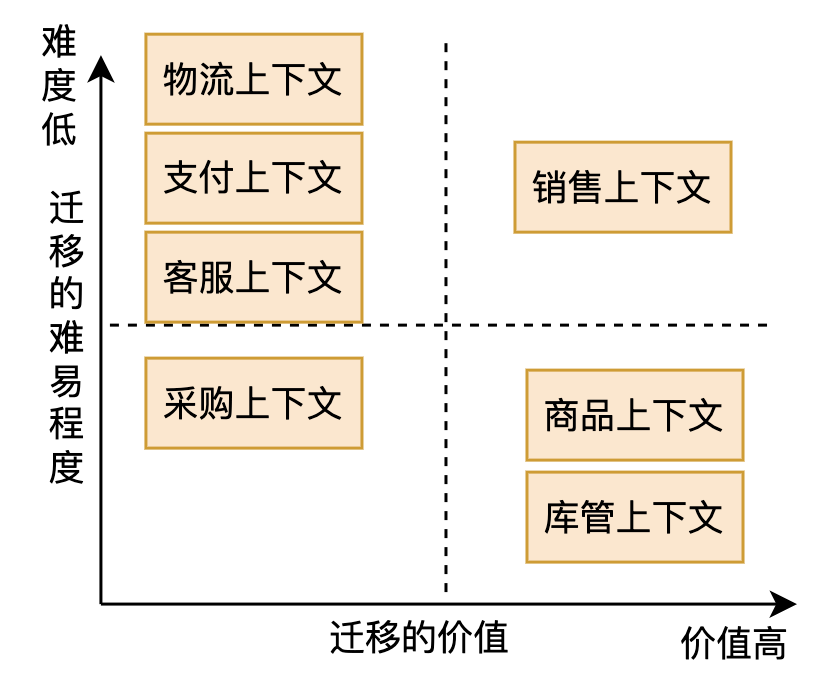 难度低
迁移的难易程度
物流上下文
支付上下文
客服上下文
采购上下文
销售上下文
商品上下文
库管上下文
迁移的价值
价值高